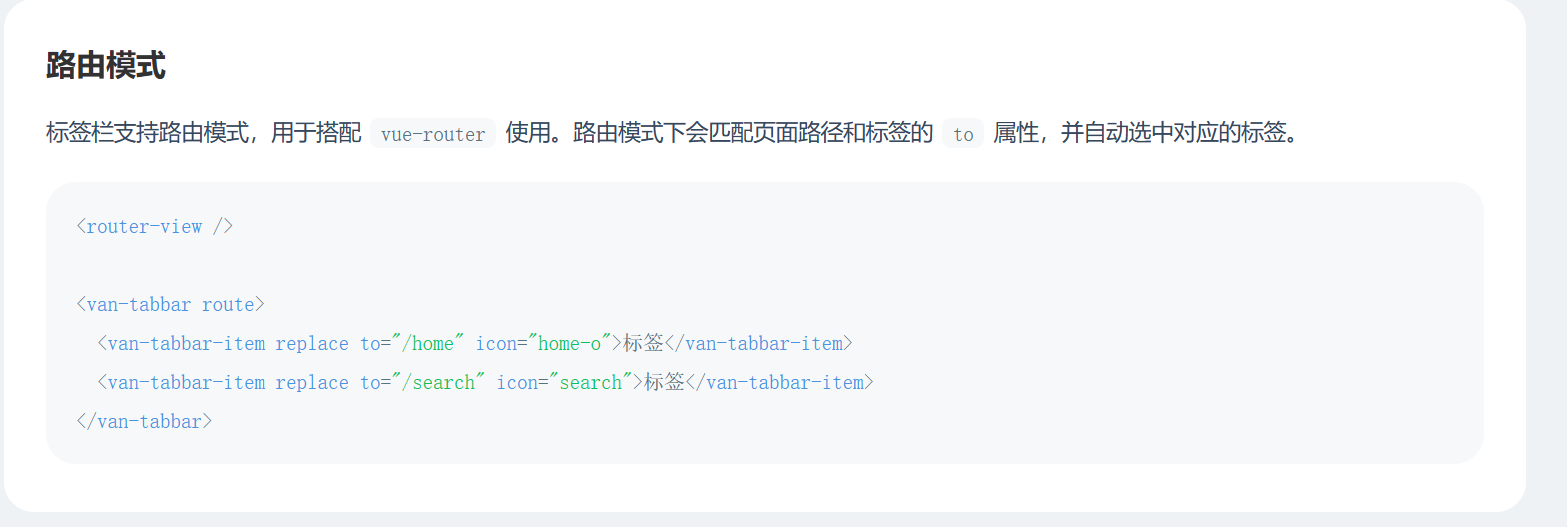 路由模式
标签栏支持路由模式，用于搭配 vue-router 使用。路由模式下会匹配页面路径和标签的 to 属性，并自动选中对应的标签。
<router-view />
<van-tabbar route>
<van-tabbar-item replace to="/home" icon="home-o">标签</van-tabbar-item>
<van-tabbar-item replace to="/search" icon="search">标签</van-tabbar-item>
</van-tabbar>